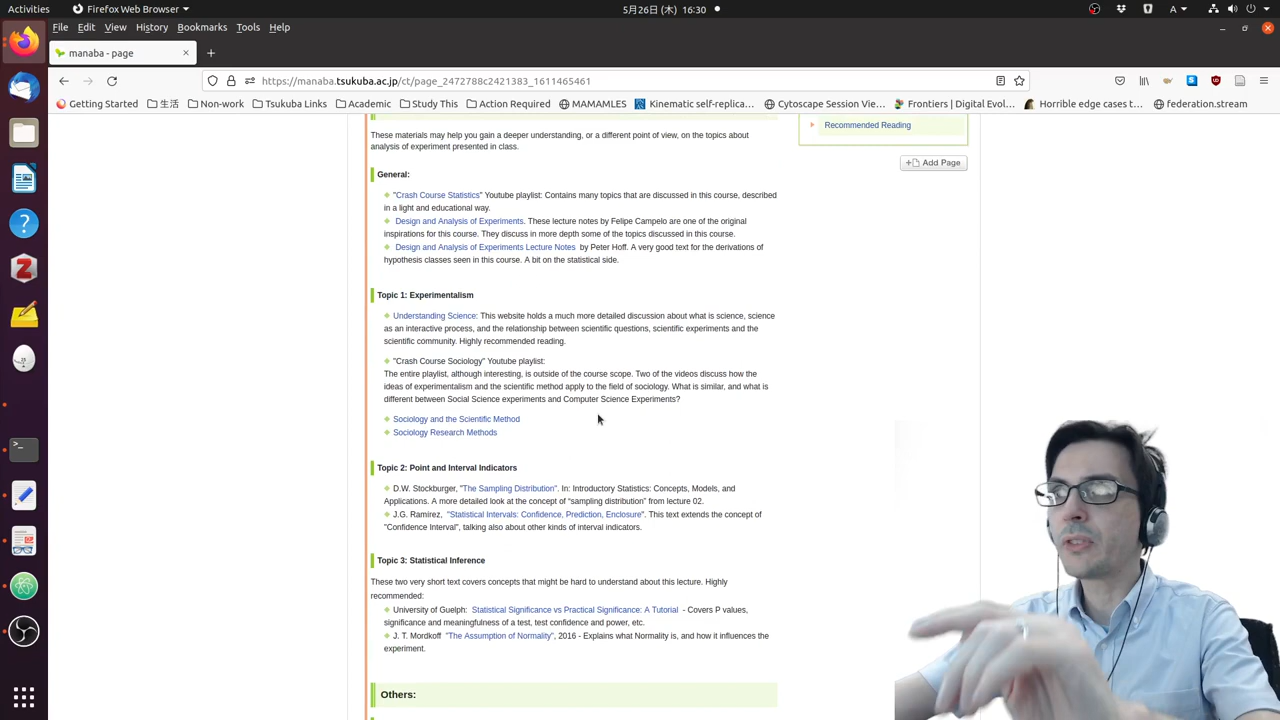 Activities
Firefox Web Browser
5月26日 (木) 16:30
File Edit View History Bookmarks Tools Help
manaba - page
https://manaba.tsukuba.ac.jp/ct/page_2472788c2421383_1611465461
Getting Started 生活 Non-work Tsukuba Links Academic Study This Action Required MAMAMLES Kinematic self-replica... Cytoscape Session Vie... Frontiers | Digital Evol... Horrible edge cases t... federation.stream
These materials may help you gain a deeper understanding, or a different point of view, on the topics about
analysis of experiment presented in class.
Recommended Reading
Add Page
General:
"Crash Course Statistics" Youtube playlist: Contains many topics that are discussed in this course, described
in a light and educational way.
Design and Analysis of Experiments. These lecture notes by Felipe Campelo are one of the original
inspirations for this course. They discuss in more depth some of the topics discussed in this course.
Design and Analysis of Experiments Lecture Notes by Peter Hoff. A very good text for the derivations of
hypothesis classes seen in this course. A bit on the statistical side.
Topic 1: Experimentalism
Understanding Science: This website holds a much more detailed discussion about what is science, science
as an interactive process, and the relationship between scientific questions, scientific experiments and the
scientific community. Highly recommended reading.
"Crash Course Sociology" Youtube playlist:
The entire playlist, although interesting, is outside of the course scope. Two of the videos discuss how the
ideas of experimentalism and the scientific method apply to the field of sociology. What is similar, and what is
different between Social Science experiments and Computer Science Experiments?
Sociology and the Scientific Method
Sociology Research Methods
Topic 2: Point and Interval Indicators
D.W. Stockburger, "The Sampling Distribution". In: Introductory Statistics: Concepts, Models, and
Applications. A more detailed look at the concept of "sampling distribution" from lecture 02.
J.G. Ramirez, "Statistical Intervals: Confidence, Prediction, Enclosure". This text extends the concept of
"Confidence Interval", talking also about other kinds of interval indicators.
Topic 3: Statistical Inference
These two very short text covers concepts that might be hard to understand about this lecture. Highly
recommended:
University of Guelph: Statistical Significance vs Practical Significance: A Tutorial - Covers P values,
significance and meaningfulness of a test, test confidence and power, etc.
J. T. Mordkoff "The Assumption of Normality", 2016 - Explains what Normality is, and how it influences the
experiment.
Others: